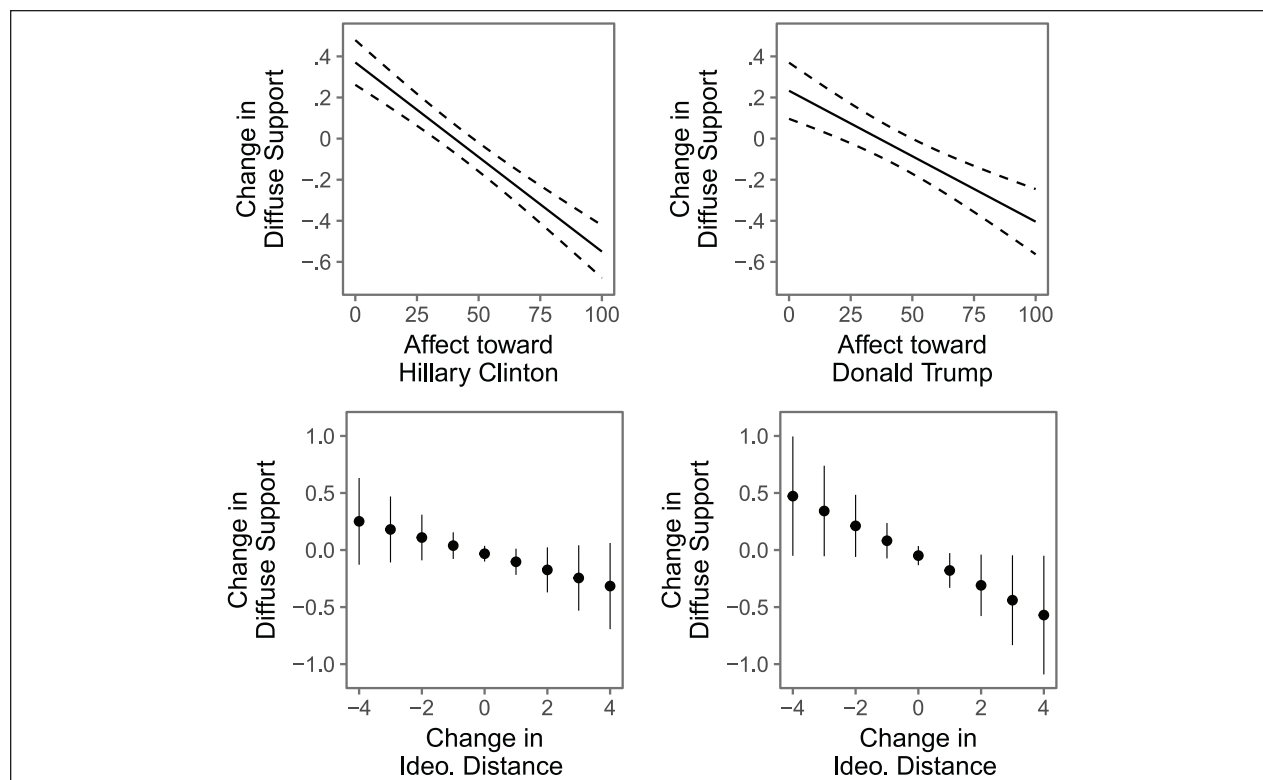 Change in
Diffuse Support
.4
.2
0
−.2
−.4
−.6
0 25 50 75 100
Affect toward
Hillary Clinton
Change in
Diffuse Support
.4
.2
0
−.2
−.4
−.6
0 25 50 75 100
Affect toward
Donald Trump
Change in
Diffuse Support
1.0
0.5
0.0
−0.5
−1.0
−4 −2 0 2 4
Change in
Ideo. Distance
Change in
Diffuse Support
1.0
0.5
0.0
−0.5
−1.0
−4 −2 0 2 4
Change in
Ideo. Distance